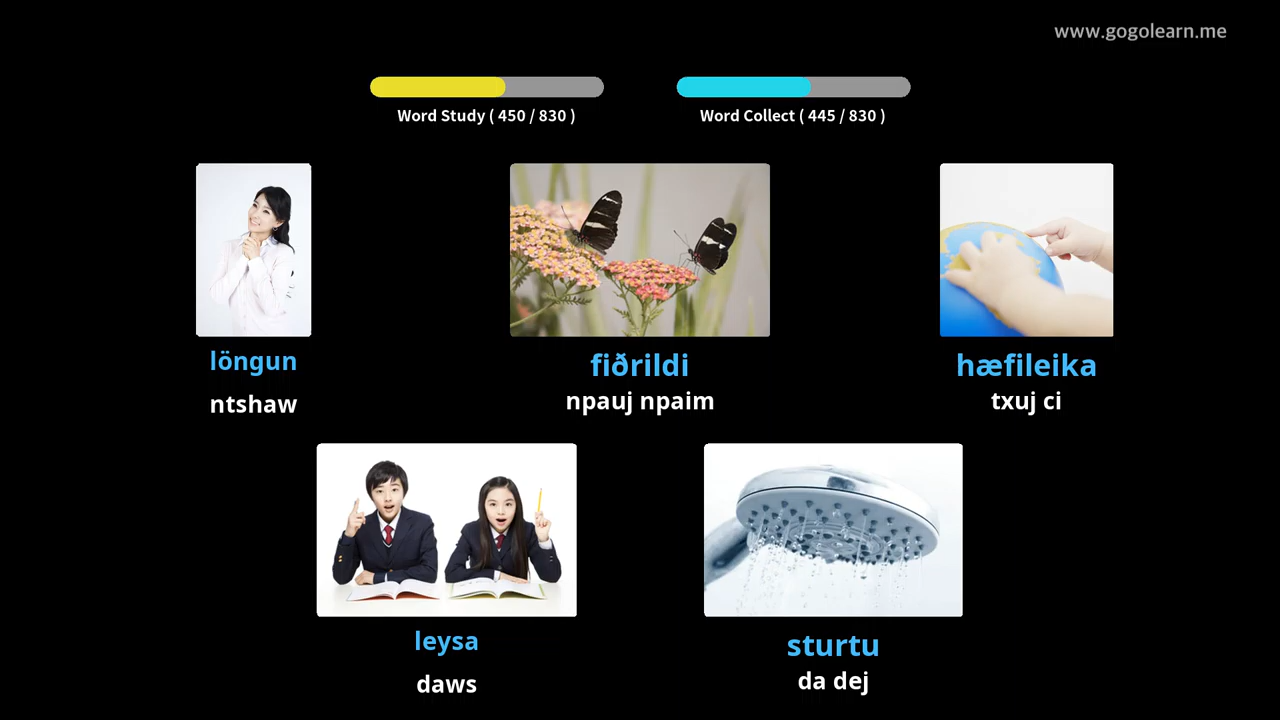 www.gogolearn.me
Word Study ( 450 / 830 )
Word Collect ( 445 / 830 )
löngun
ntshaw
fiðrildi
npauj npaim
hæfileika
txuj ci
leysa
daws
sturtu
da dej